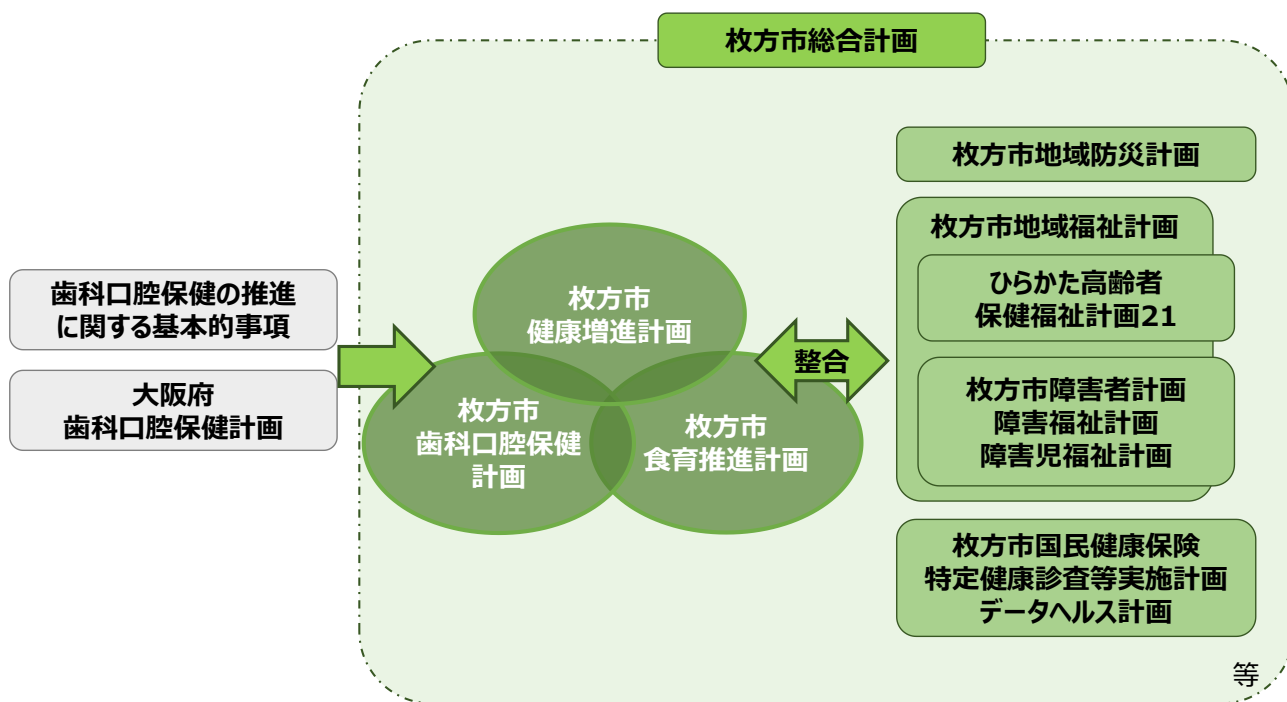 枚方市総合計画
歯科口腔保健の推進
に関する基本的事項
大阪府
歯科口腔保健計画
枚方市
健康増進計画
枚方市
歯科口腔保健
計画
枚方市
食育推進計画
整合
枚方市地域防災計画
枚方市地域福祉計画
ひらかた高齢者
保健福祉計画21
枚方市障害者計画
障害福祉計画
障害児福祉計画
枚方市国民健康保険
特定健康診査等実施計画
データヘルス計画
等